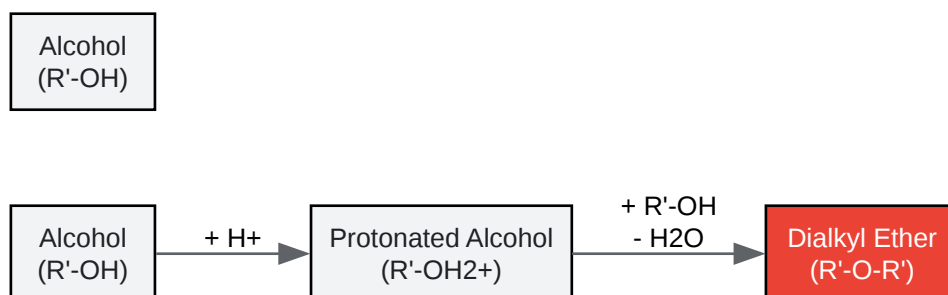 Alcohol
(R'-OH)
Alcohol
(R'-OH)
+ H+
Protonated Alcohol
(R'-OH2+)
+ R'-OH
- H2O
Dialkyl Ether
(R'-O-R')